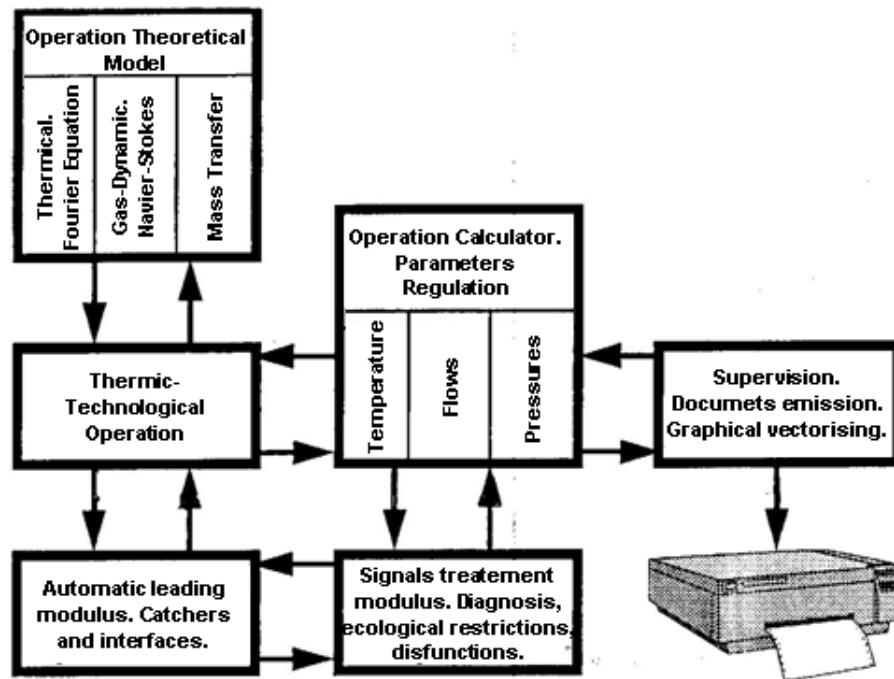 Operation Theoretical
Model
Thermical.
Fourier Equation
Gas-Dynamic.
Navier-Stokes
Mass Transfer
Operation Calculator.
Parameters
Regulation
Temperature
Flows
Pressures
Thermic-
Technological
Operation
Supervision.
Documets emission.
Graphical vectorising.
Automatic leading
modulus. Catchers
and interfaces.
Signals treatement
modulus. Diagnosis,
ecological restrictions,
disfunctions.